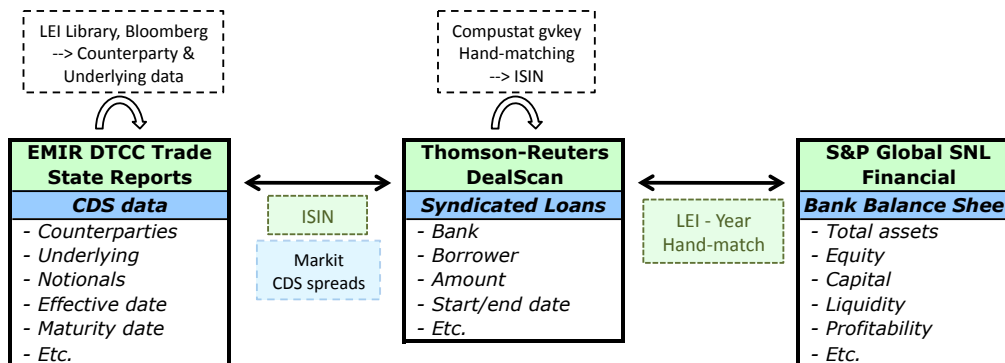 LEI Library, Bloomberg
--> Counterparty &
Underlying data
Compustat gvkey
Hand-matching
--> ISIN
EMIR DTCC Trade
State Reports
CDS data
- Counterparties
- Underlying
- Notionals
- Effective date
- Maturity date
- Etc.
ISIN
Markit
CDS spreads
Thomson-Reuters
DealScan
Syndicated Loans
- Bank
- Borrower
- Amount
- Start/end date
- Etc.
LEI - Year
Hand-match
S&P Global SNL
Financial
Bank Balance Shee
- Total assets
- Equity
- Capital
- Liquidity
- Profitability
- Etc.